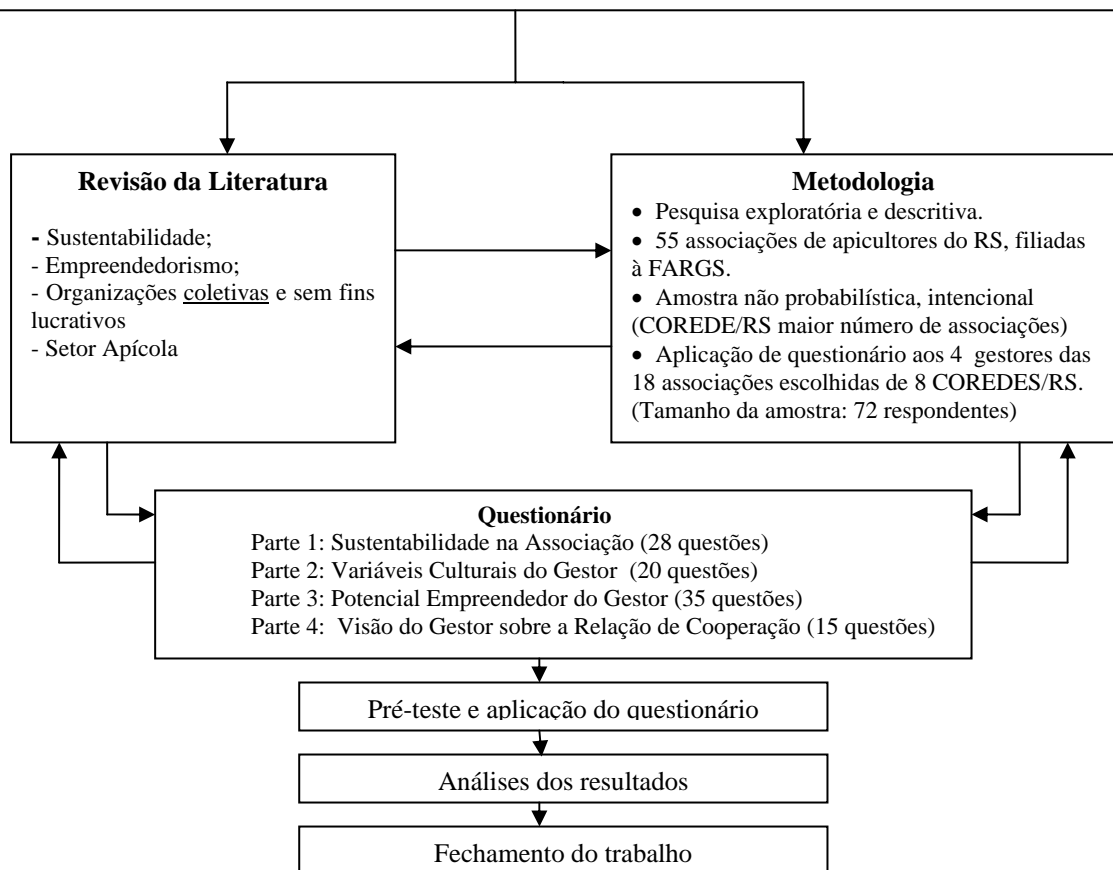 Revisão da Literatura
- Sustentabilidade;
- Empreendedorismo;
- Organizações coletivas e sem fins
lucrativos
- Setor Apícola
Metodologia
• Pesquisa exploratória e descritiva.
• 55 associações de apicultores do RS, filiadas
à FARGS.
• Amostra não probabilística, intencional
(COREDE/RS maior número de associações)
• Aplicação de questionário aos 4 gestores das
18 associações escolhidas de 8 COREDES/RS.
(Tamanho da amostra: 72 respondentes)
Questionário
Parte 1: Sustentabilidade na Associação (28 questões)
Parte 2: Variáveis Culturais do Gestor (20 questões)
Parte 3: Potencial Empreendedor do Gestor (35 questões)
Parte 4: Visão do Gestor sobre a Relação de Cooperação (15 questões)
Pré-teste e aplicação do questionário
Análises dos resultados
Fechamento do trabalho